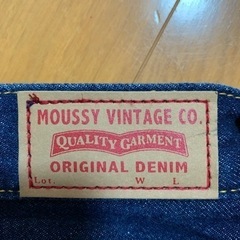 MOUSSY VINTAGE CO.
QUALITY GARMENT
ORIGINAL DENIM
Lot. W L